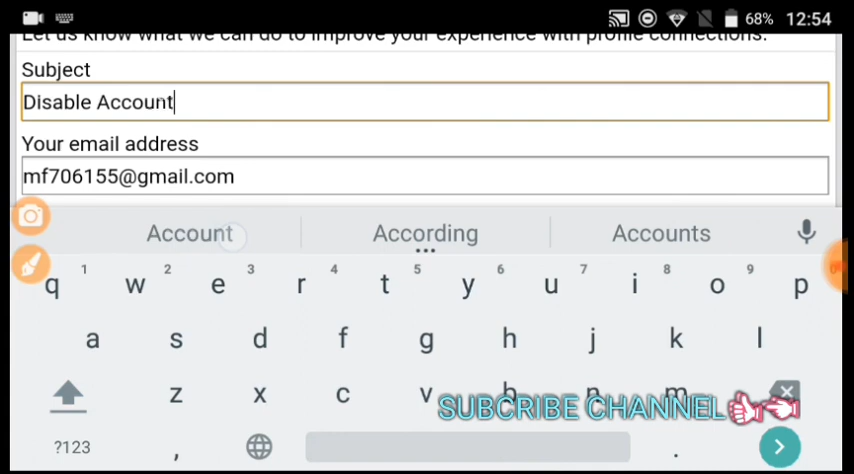 68% 12:54
Let us know what we can do to improve your experience with profile connections.
Subject
Disable Account
Your email address
mf706155@gmail.com
Account According Accounts
1 2 3 4 5 6 7 8 9
q w e r t y u i o p
a s d f g h j k l
z x c v b n m
SUBCRIBE CHANNEL
?123 , .